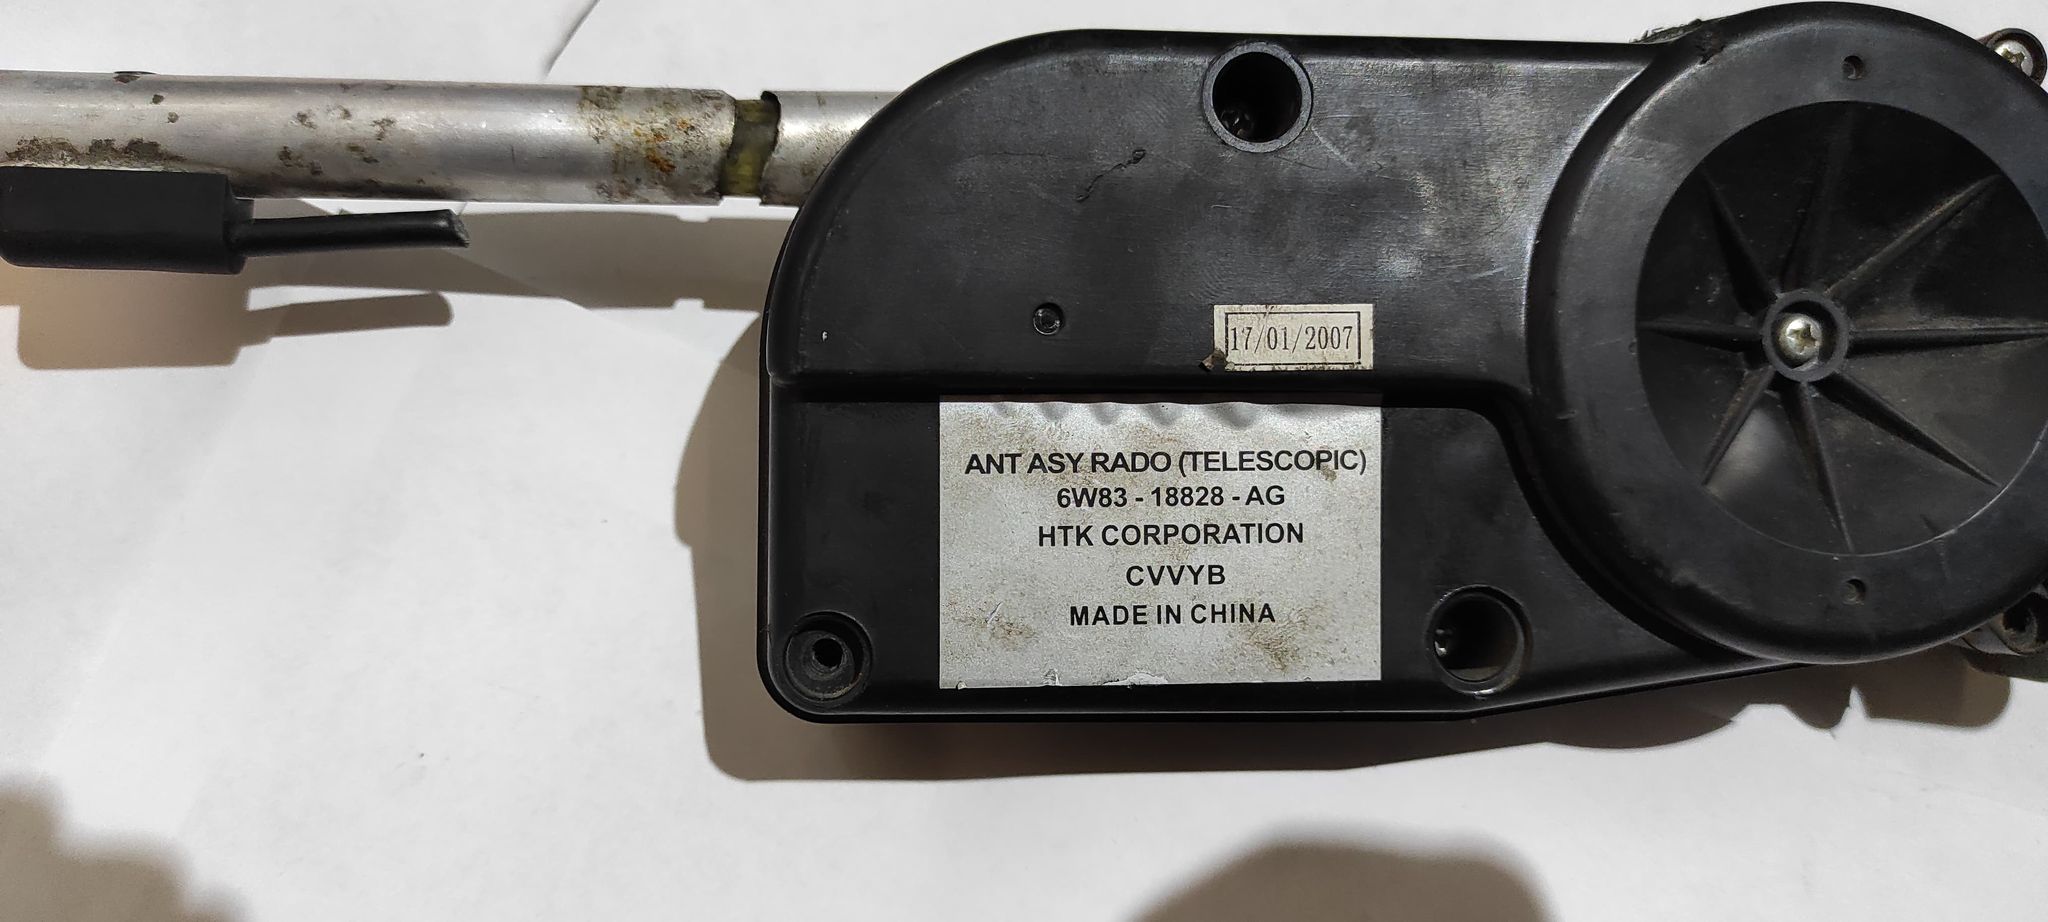 17/01/2007
ANT ASY RADO (TELESCOPIC)
6W83 - 18828 - AG
HTK CORPORATION
CVVYB
MADE IN CHINA